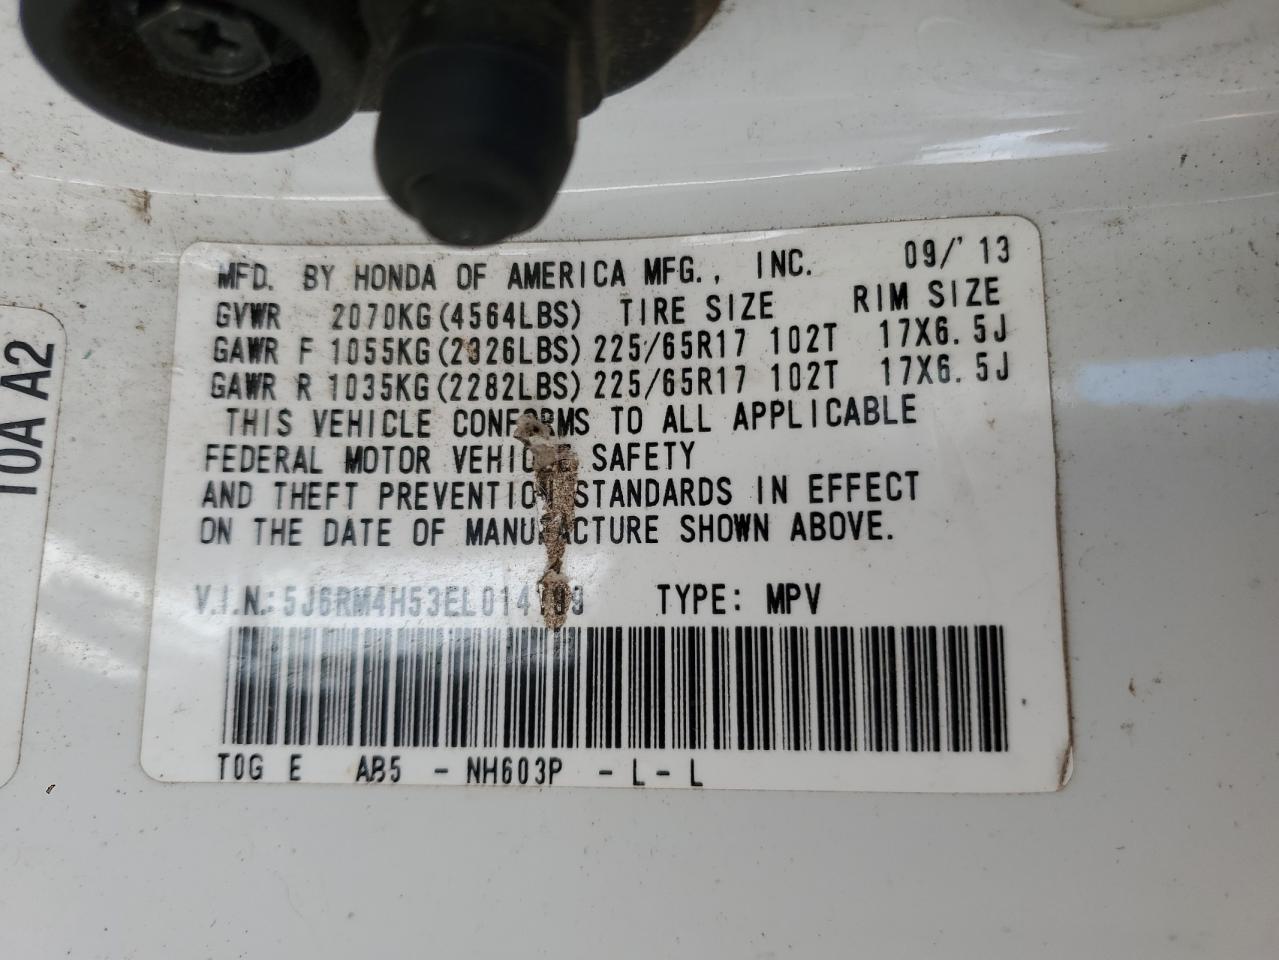 MFD. BY HONDA OF AMERICA MFG., INC. 09/'13
GVWR 2070KG(4564LBS) TIRE SIZE RIM SIZE
GAWR F 1055KG(2326LBS) 225/65R17 102T 17X6.5J
GAWR R 1035KG(2282LBS) 225/65R17 102T 17X6.5J
THIS VEHICLE CONFORMS TO ALL APPLICABLE
FEDERAL MOTOR VEHICLE SAFETY
AND THEFT PREVENTION STANDARDS IN EFFECT
ON THE DATE OF MANUFACTURE SHOWN ABOVE.
V.I.N.: TYPE: MPV
T0G E AB5 - NH603P - L - L
10A A2